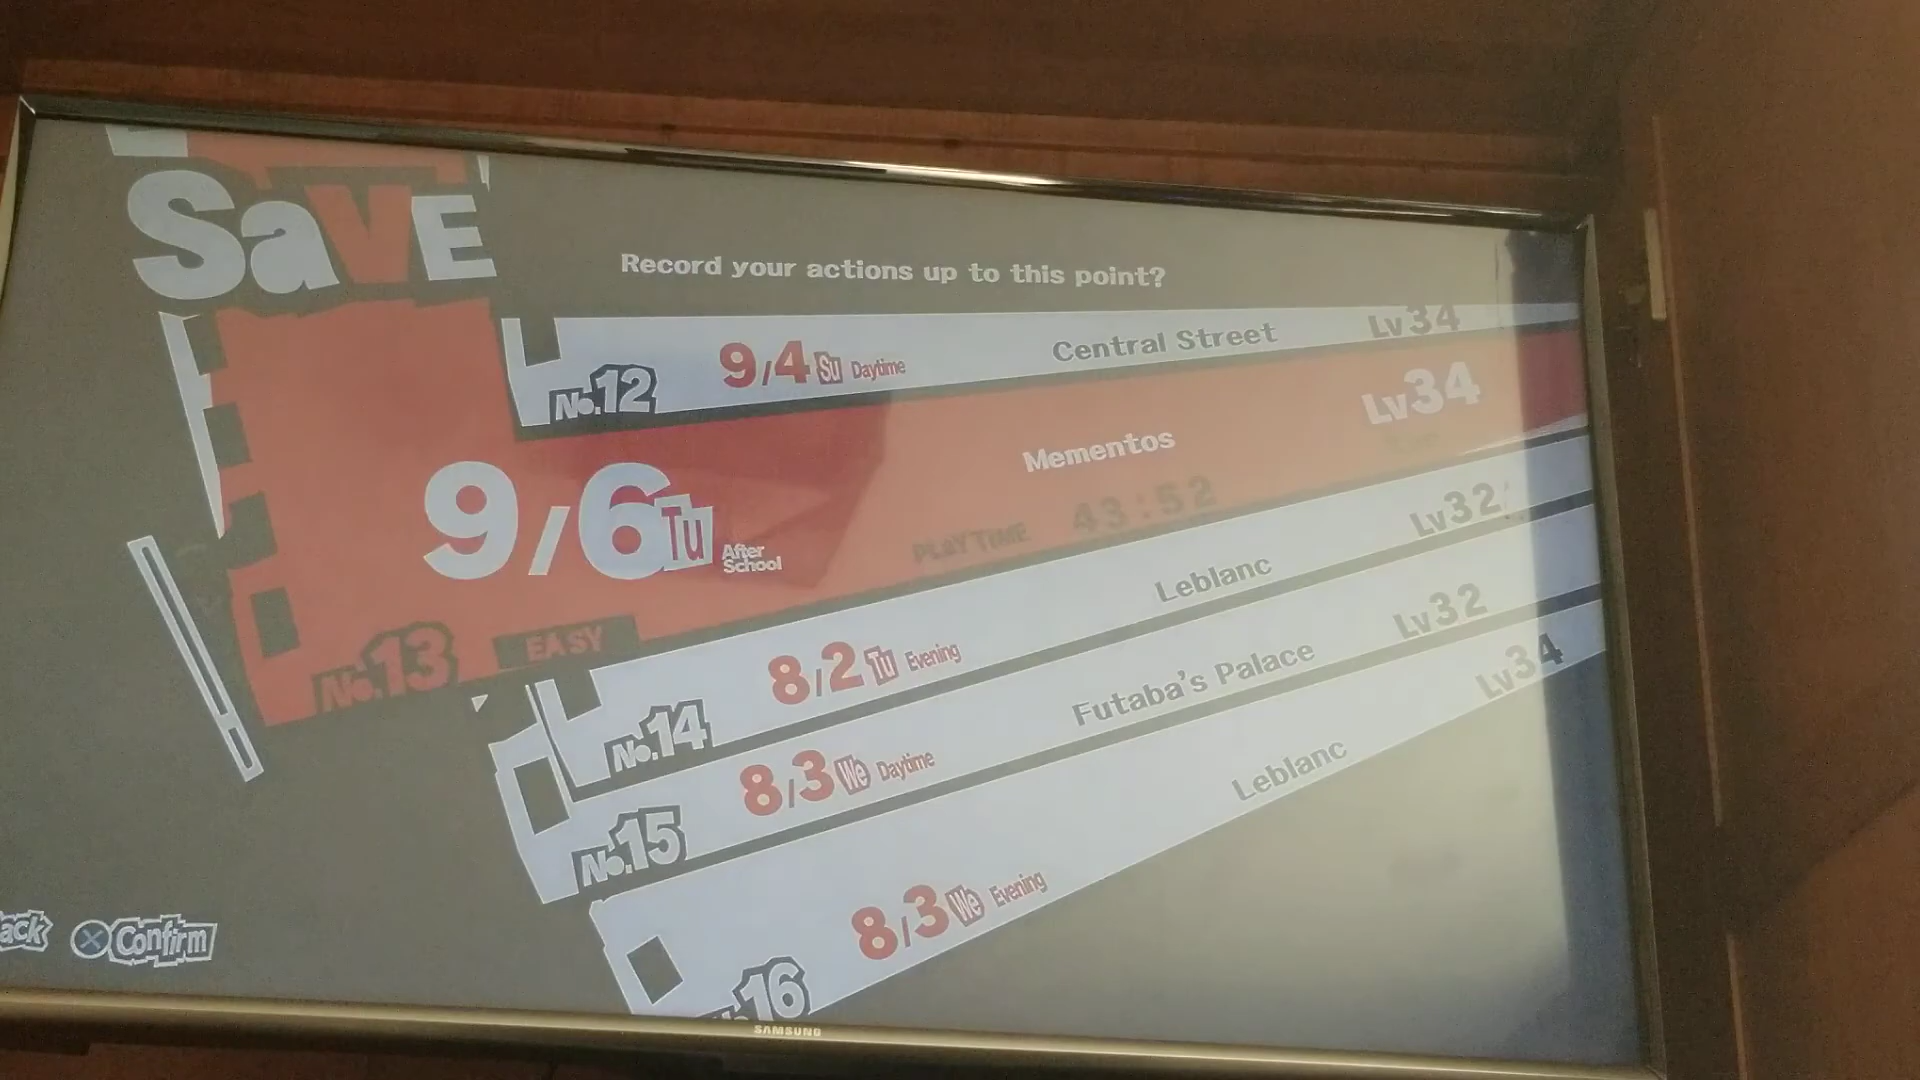 SaVE
Record your actions up to this point?
No.12 9/4 Su Daytime Central Street Lv34
9/6 Tu After School Mementos Lv34
PLAY TIME 43:52
No.13 EASY
No.14 8/2 Tu Evening Leblanc Lv32
No.15 8/3 We Daytime Futaba's Palace Lv32
No.16 8/3 We Evening Leblanc Lv34
ack Confirm
SAMSUNG